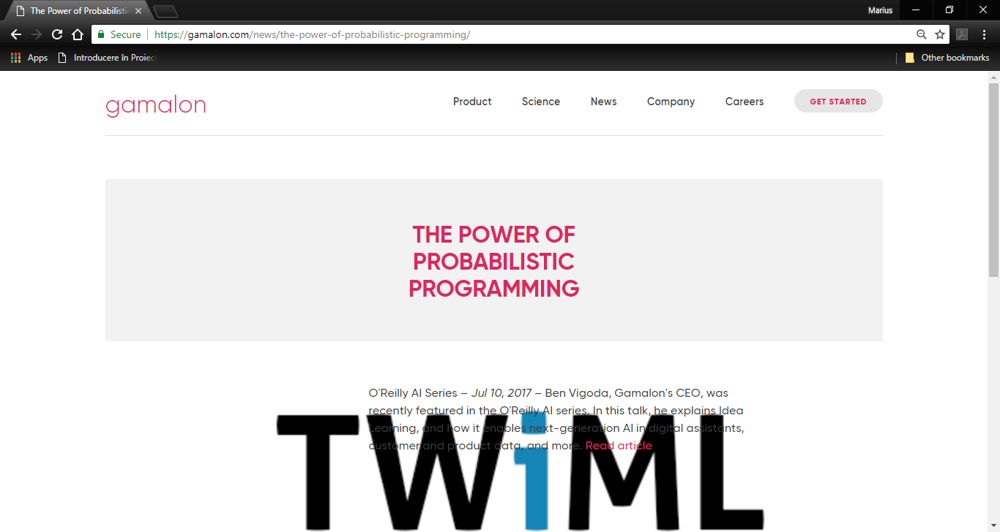 The Power of Probabilistic
Marius
Secure https://gamalon.com/news/the-power-of-probabilistic-programming/
Apps Introducere în Proiec
Other bookmarks
gamalon
Product Science News Company Careers GET STARTED
THE POWER OF
PROBABILISTIC
PROGRAMMING
O'Reilly AI Series – Jul 10, 2017 – Ben Vigoda, Gamalon's CEO, was
recently featured in the O'Reilly AI series. In this talk, he explains Idea
Learning, and how it enables next-generation AI in digital assistants,
customer and product data, and more. Read article
TWiML